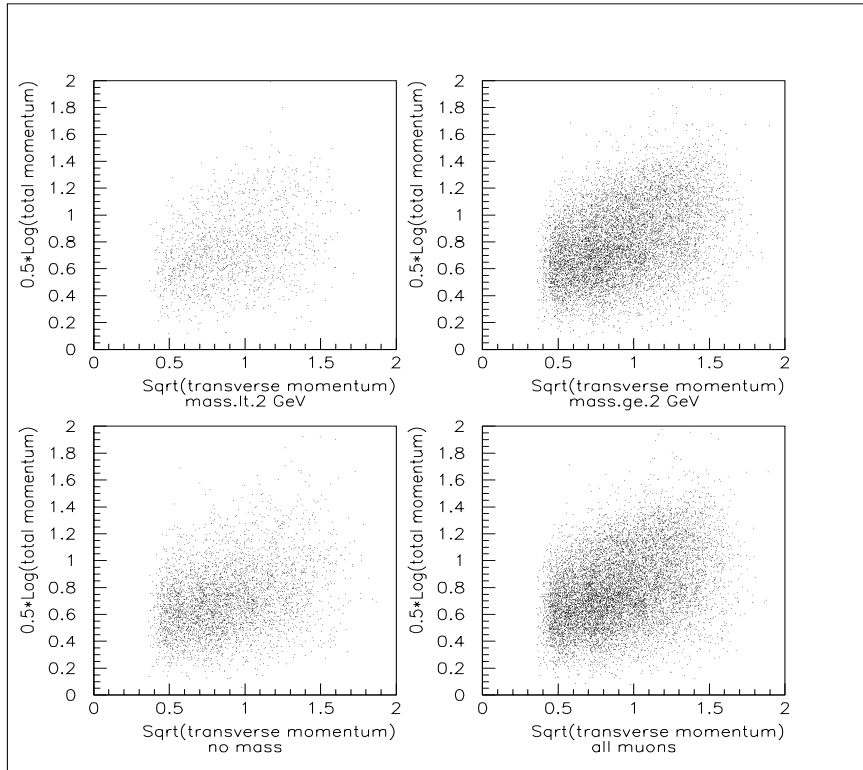 2
1.8
1.6
1.4
1.2
1
0.8
0.6
0.4
0.2
0
0 0.5 1 1.5 2
0.5*Log(total momentum)
Sqrt(transverse momentum)
mass.lt.2 GeV
2
1.8
1.6
1.4
1.2
1
0.8
0.6
0.4
0.2
0
0 0.5 1 1.5 2
0.5*Log(total momentum)
Sqrt(transverse momentum)
mass.ge.2 GeV
2
1.8
1.6
1.4
1.2
1
0.8
0.6
0.4
0.2
0
0 0.5 1 1.5 2
0.5*Log(total momentum)
Sqrt(transverse momentum)
no mass
2
1.8
1.6
1.4
1.2
1
0.8
0.6
0.4
0.2
0
0 0.5 1 1.5 2
0.5*Log(total momentum)
Sqrt(transverse momentum)
all muons